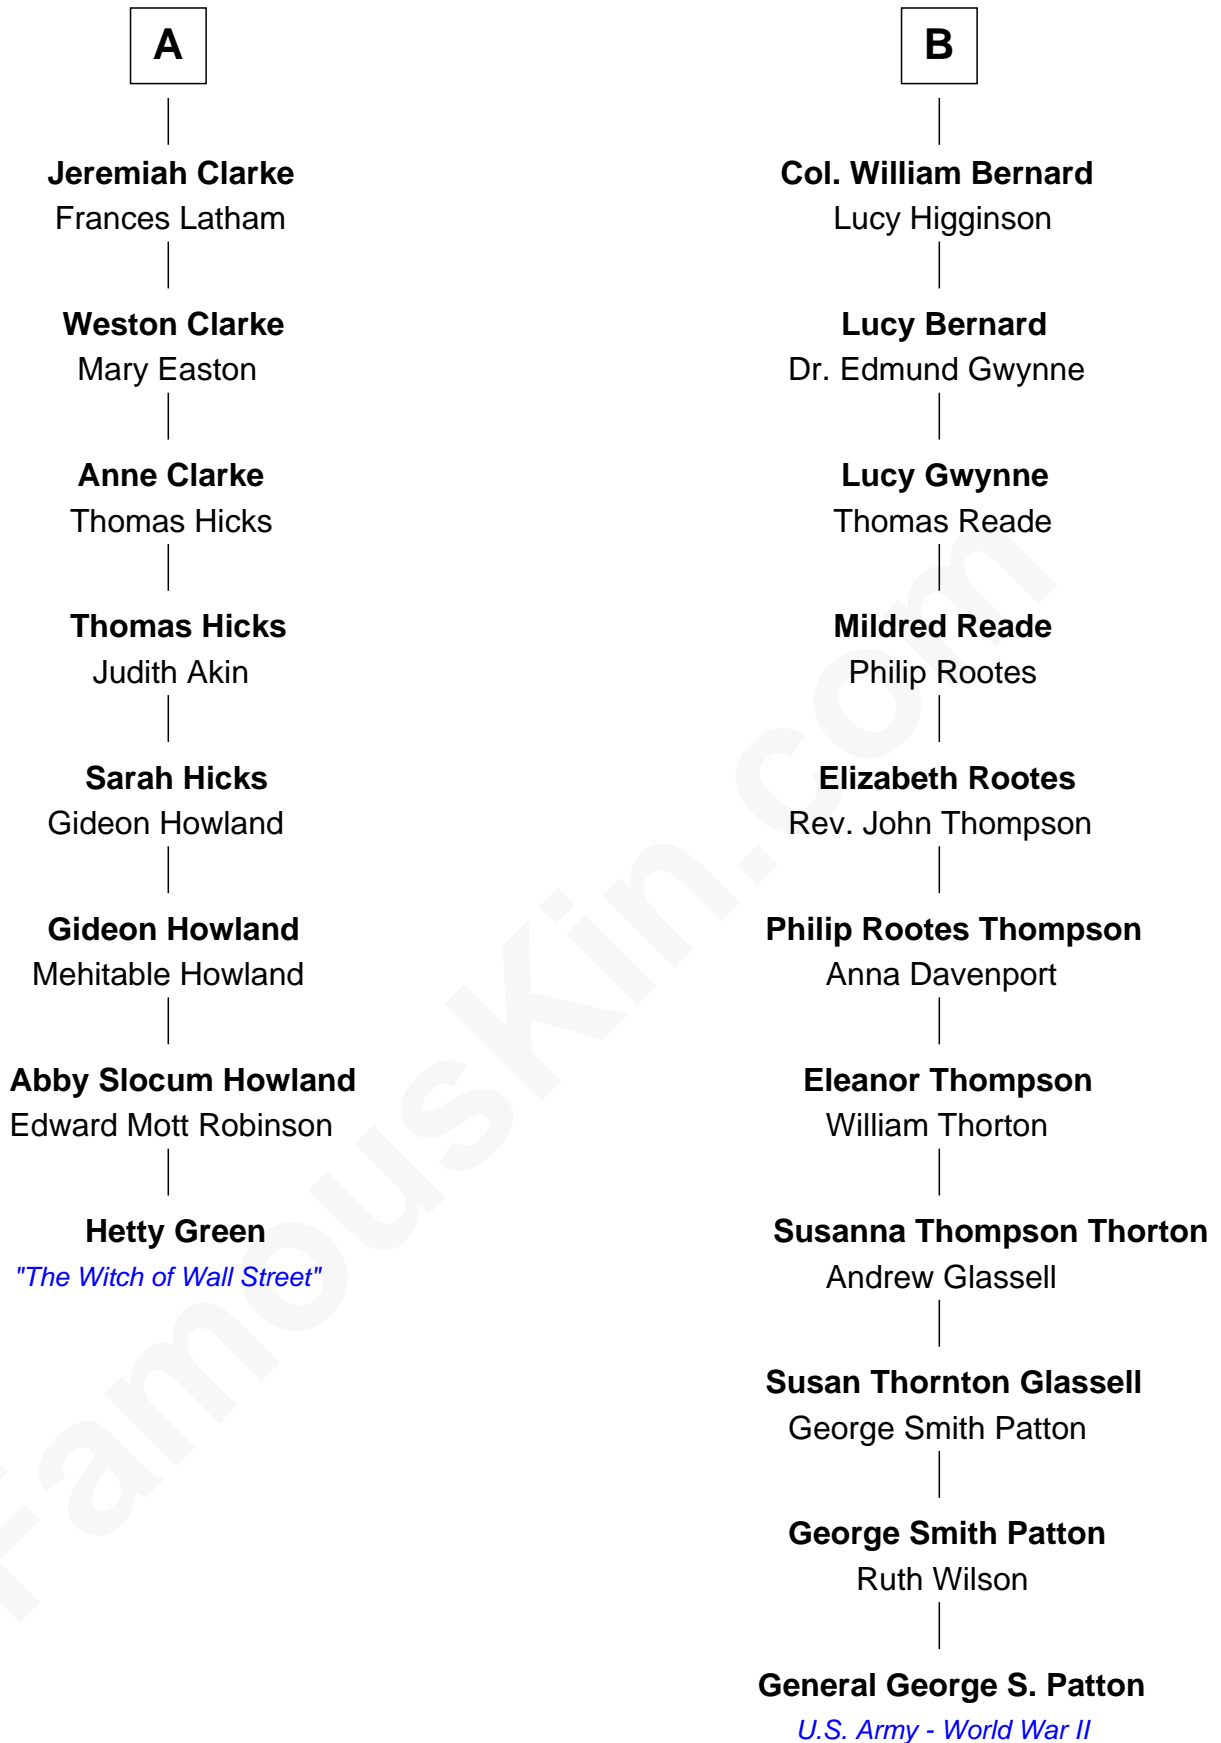 A
Jeremiah Clarke
Frances Latham
Weston Clarke
Mary Easton
Anne Clarke
Thomas Hicks
Thomas Hicks
Judith Akin
Sarah Hicks
Gideon Howland
Gideon Howland
Mehitable Howland
Abby Slocum Howland
Edward Mott Robinson
Hetty Green
"The Witch of Wall Street"
B
Col. William Bernard
Lucy Higginson
Lucy Bernard
Dr. Edmund Gwynne
Lucy Gwynne
Thomas Reade
Mildred Reade
Philip Rootes
Elizabeth Rootes
Rev. John Thompson
Philip Rootes Thompson
Anna Davenport
Eleanor Thompson
William Thorton
Susanna Thompson Thorton
Andrew Glassell
Susan Thornton Glassell
George Smith Patton
George Smith Patton
Ruth Wilson
General George S. Patton
U.S. Army - World War II
FamousKin.com